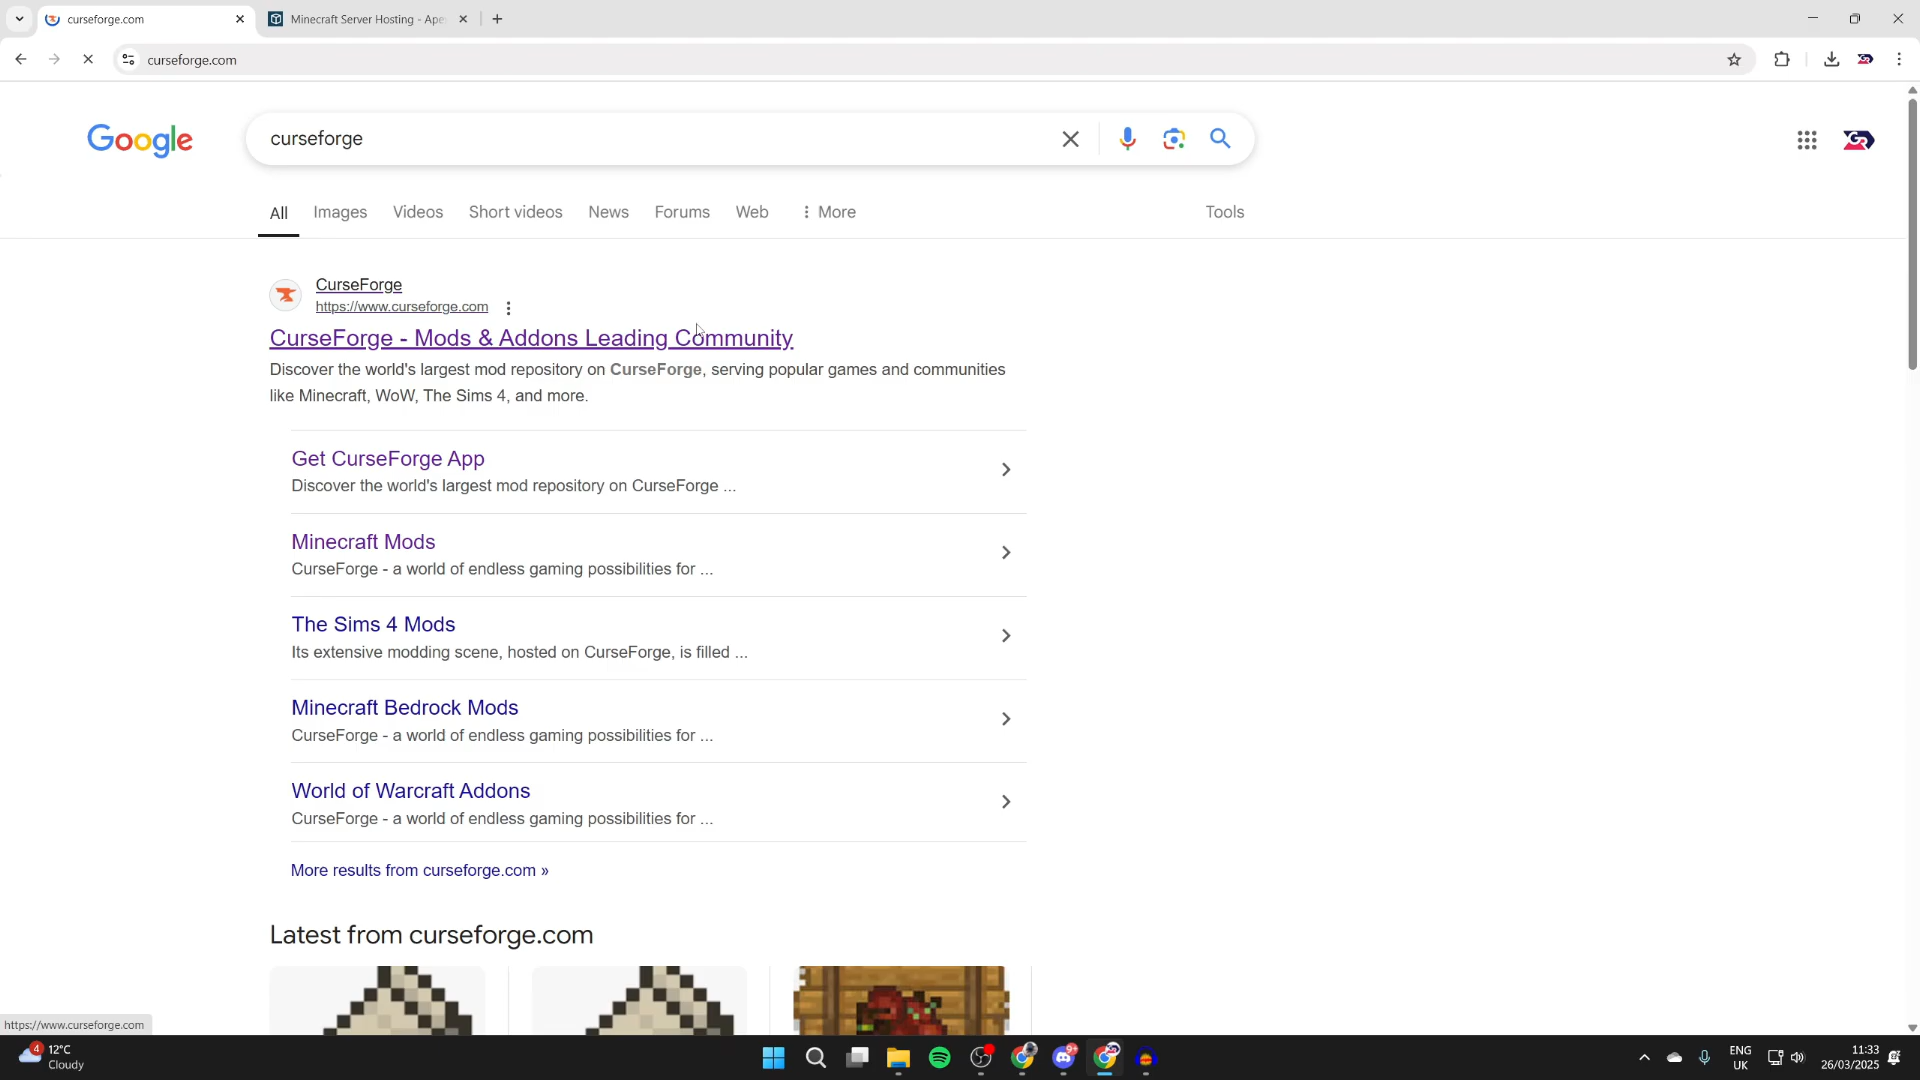 curseforge.com
Minecraft Server Hosting - Ape
curseforge.com
Google
curseforge
All
Images
Videos
Short videos
News
Forums
Web
More
Tools
CurseForge
https://www.curseforge.com
CurseForge - Mods & Addons Leading Community
Discover the world's largest mod repository on CurseForge, serving popular games and communities
like Minecraft, WoW, The Sims 4, and more.
Get CurseForge App
Discover the world's largest mod repository on CurseForge ...
Minecraft Mods
CurseForge - a world of endless gaming possibilities for ...
The Sims 4 Mods
Its extensive modding scene, hosted on CurseForge, is filled ...
Minecraft Bedrock Mods
CurseForge - a world of endless gaming possibilities for ...
World of Warcraft Addons
CurseForge - a world of endless gaming possibilities for ...
More results from curseforge.com »
Latest from curseforge.com
https://www.curseforge.com
4
12°C
Cloudy
9+
ENG
UK
11:33
26/03/2025